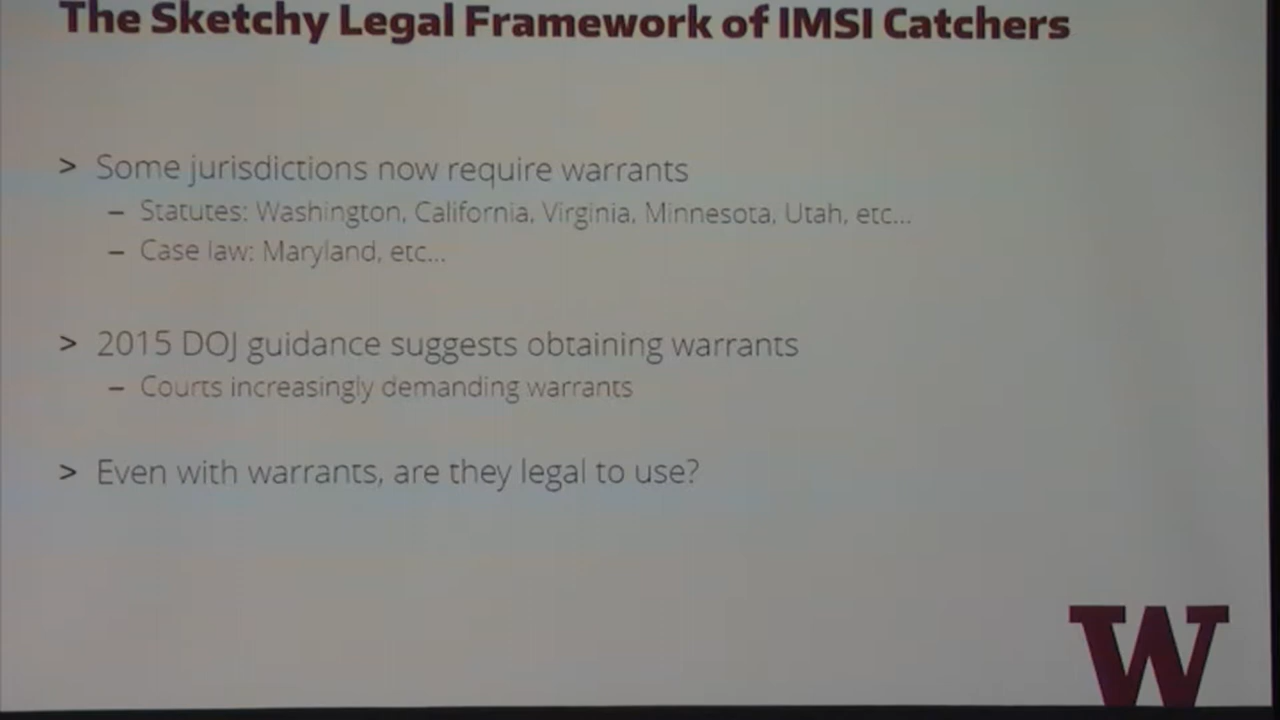 The Sketchy Legal Framework of IMSI Catchers
> Some jurisdictions now require warrants
– Statutes: Washington, California, Virginia, Minnesota, Utah, etc...
– Case law: Maryland, etc...
> 2015 DOJ guidance suggests obtaining warrants
– Courts increasingly demanding warrants
> Even with warrants, are they legal to use?
W